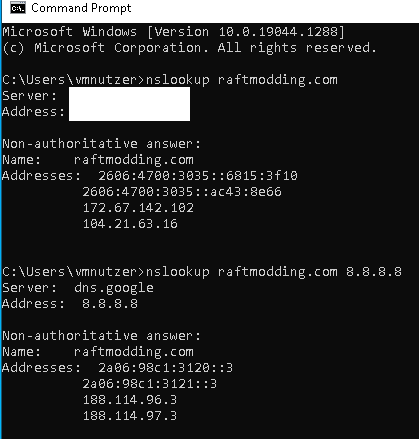 Command Prompt
Microsoft Windows [Version 10.0.19044.1288]
(c) Microsoft Corporation. All rights reserved.
C:\Users\vmnutzer>nslookup raftmodding.com
Server:
Address:
Non-authoritative answer:
Name:    raftmodding.com
Addresses:  2606:4700:3035::6815:3f10
2606:4700:3035::ac43:8e66
172.67.142.102
104.21.63.16
C:\Users\vmnutzer>nslookup raftmodding.com 8.8.8.8
Server:  dns.google
Address:  8.8.8.8
Non-authoritative answer:
Name:    raftmodding.com
Addresses:  2a06:98c1:3120::3
2a06:98c1:3121::3
188.114.96.3
188.114.97.3